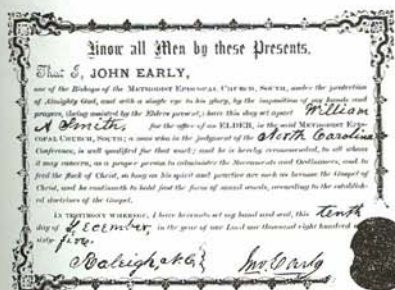 Know all Men by these Presents.
That I, JOHN EARLY,
one of the Bishops of the METHODIST EPISCOPAL CHURCH, SOUTH, under the protection
of Almighty God, and with a single eye to his glory, by the imposition of my hands and
prayers, (being assisted by the Elders present,) have this day set apart William
A Smith, for the office of an ELDER, in the said METHODIST EPIS-
COPAL CHURCH, SOUTH; a man who in the judgment of the North Carolina
Conference, is well qualified for that work; and he is hereby recommended, to all whom
it may concern, as a proper person to administer the Sacraments and Ordinances, and to
feed the flock of Christ, so long as his spirit and practice are such as become the Gospel of
Christ, and he continueth to hold fast the form of sound words, according to the establish-
ed doctrines of the Gospel.
IN TESTIMONY WHEREOF, I have hereunto set my hand and seal, this tenth
day of December, in the year of our Lord one thousand eight hundred and
sixty-five.
Raleigh, N.C. Jno. Early